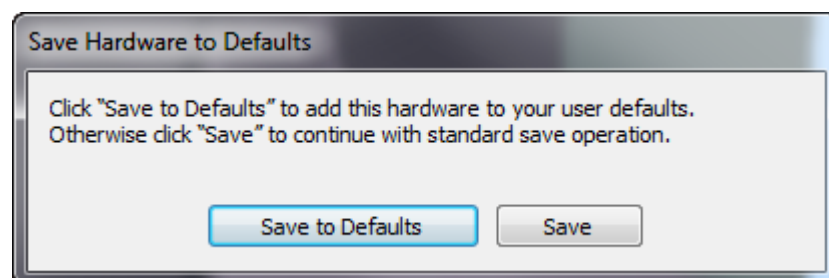 Save Hardware to Defaults
Click “Save to Defaults” to add this hardware to your user defaults.
Otherwise click “Save” to continue with standard save operation.
Save to Defaults
Save